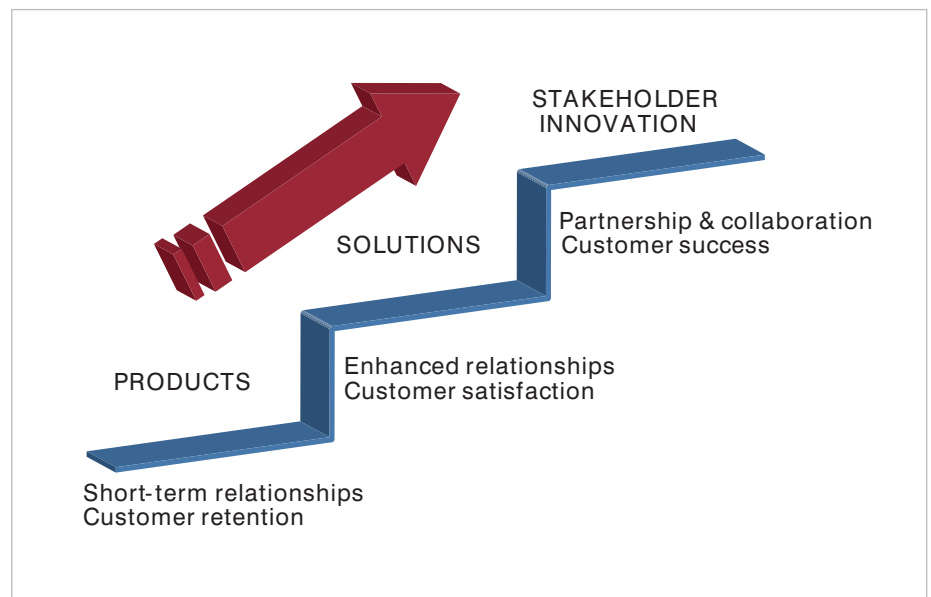 STAKEHOLDER
INNOVATION
Partnership & collaboration
Customer success
SOLUTIONS
Enhanced relationships
Customer satisfaction
PRODUCTS
Short-term relationships
Customer retention